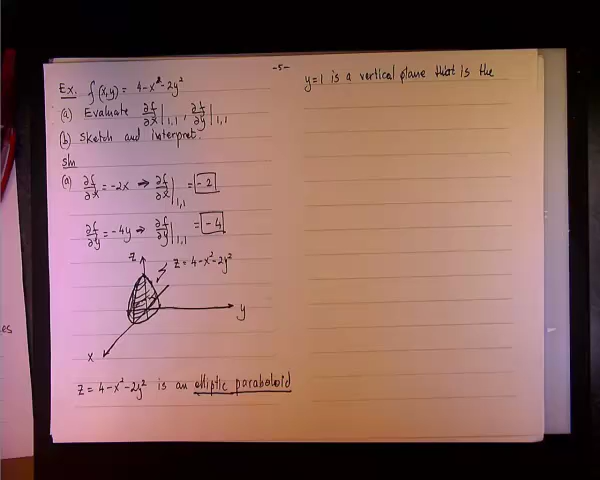 -5-
Ex. f(x,y) = 4-x²-2y²
(a) Evaluate ∂f/∂x|1,1 , ∂f/∂y|1,1
(b) Sketch and interpret.
Sln
(a) ∂f/∂x = -2x → ∂f/∂x|1,1 = -2
∂f/∂y = -4y → ∂f/∂y|1,1 = -4
z
z = 4-x²-2y²
y
x
z = 4-x²-2y² is an elliptic paraboloid
y=1 is a vertical plane that is the
es